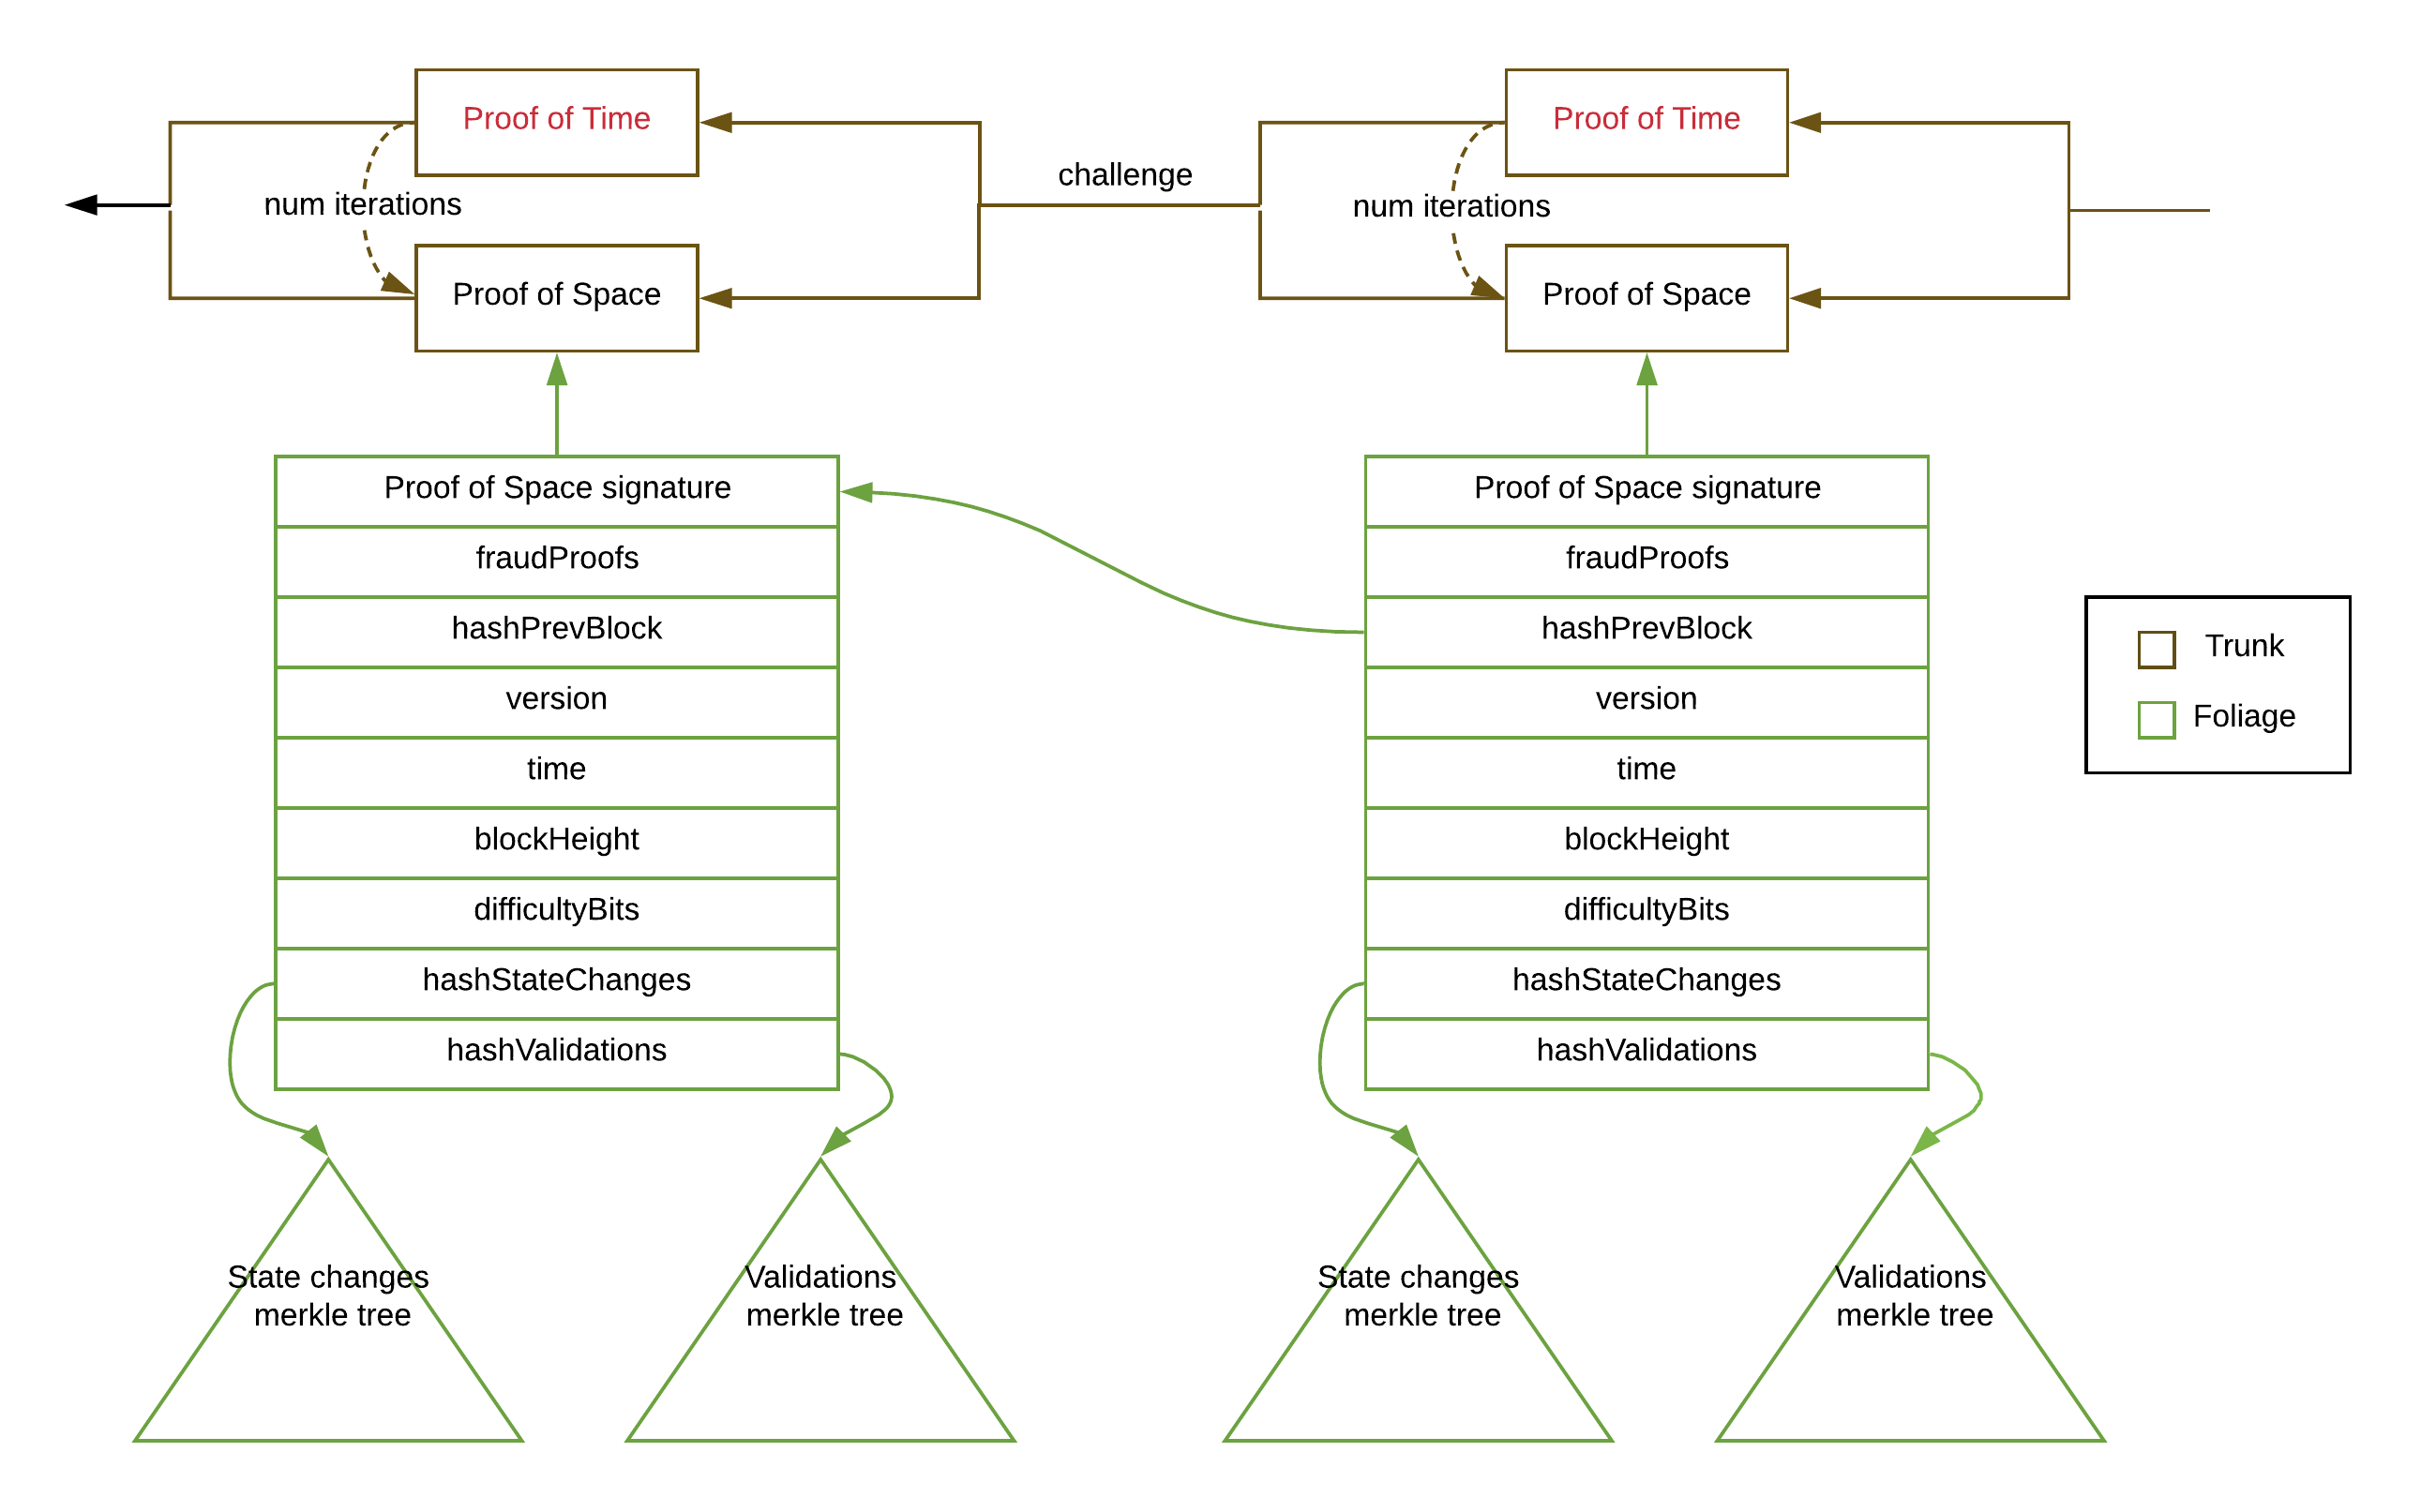 Proof of Time
Proof of Time
challenge
num iterations
num iterations
Proof of Space
Proof of Space
Proof of Space signature
fraudProofs
hashPrevBlock
version
time
blockHeight
difficultyBits
hashStateChanges
hashValidations
Proof of Space signature
fraudProofs
hashPrevBlock
version
time
blockHeight
difficultyBits
hashStateChanges
hashValidations
Trunk
Foliage
State changes
merkle tree
Validations
merkle tree
State changes
merkle tree
Validations
merkle tree